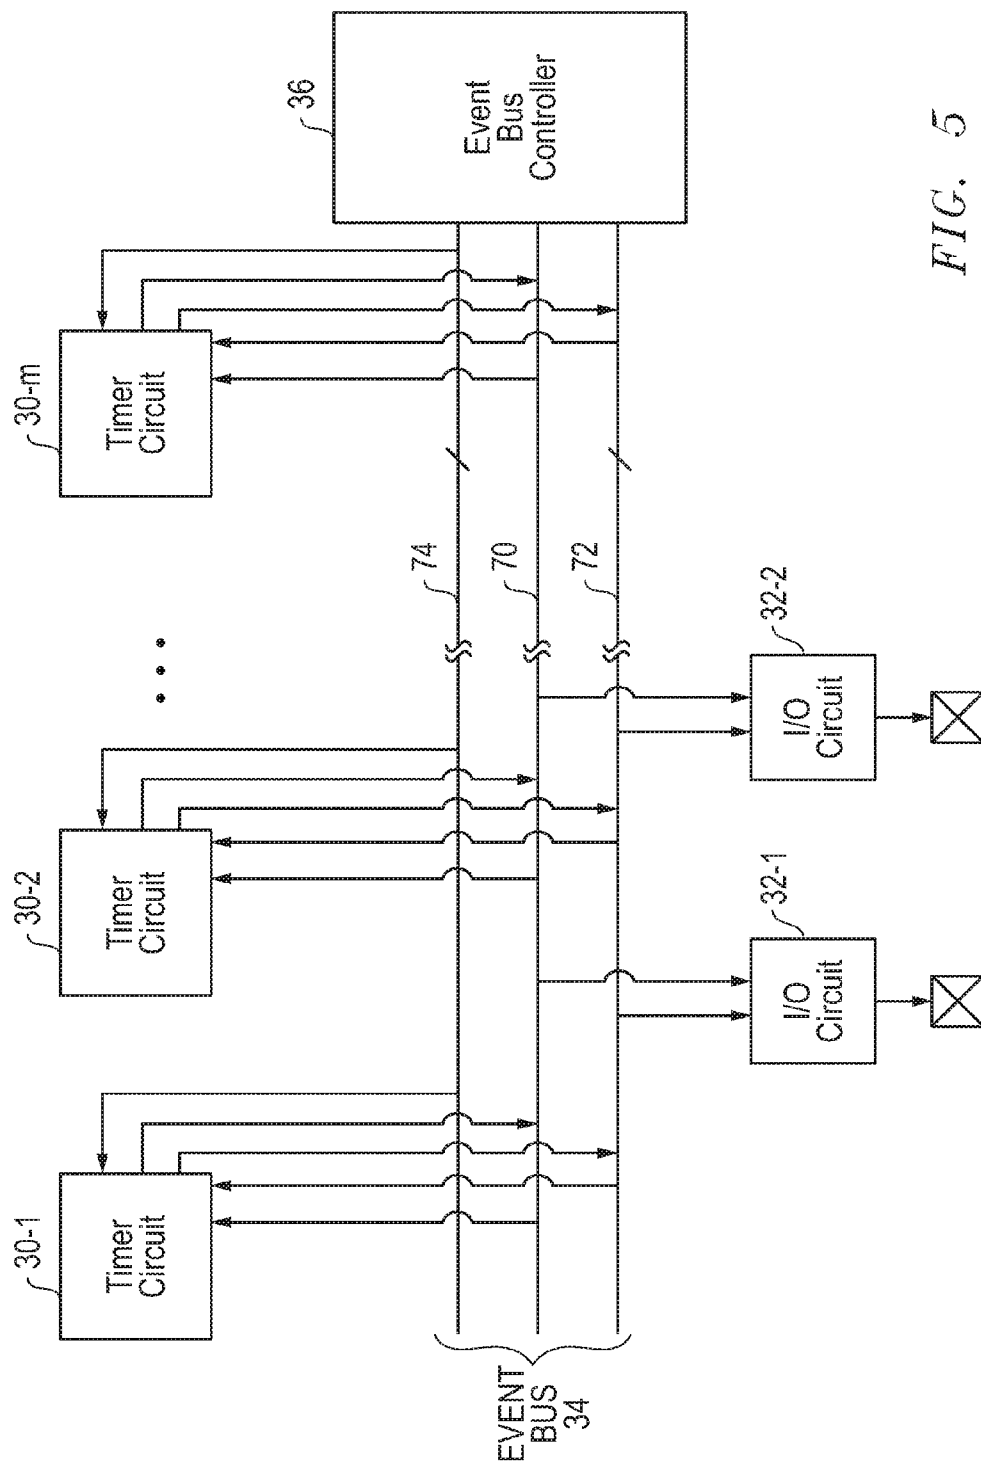 30-1
Timer
Circuit
30-2
Timer
Circuit
• • •
30-m
Timer
Circuit
36
Event
Bus
Controller
74
70
72
EVENT
BUS
34
32-1
I/O
Circuit
32-2
I/O
Circuit
FIG. 5